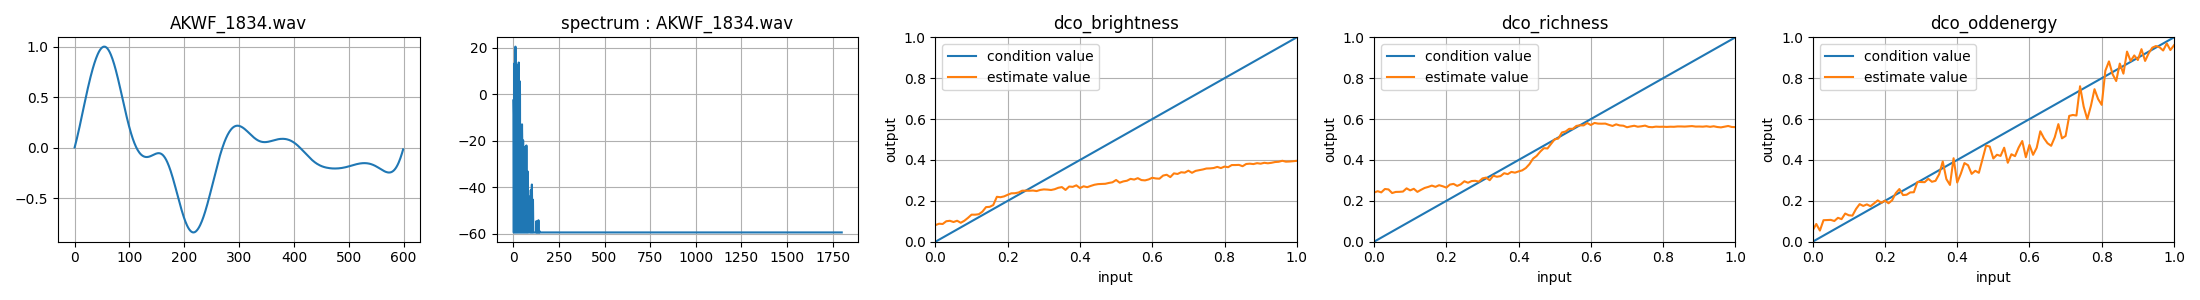 AKWF_1834.wav
1.0
0.5
0.0
−0.5
0 100 200 300 400 500 600
spectrum : AKWF_1834.wav
20
0
−20
−40
−60
0 250 500 750 1000 1250 1500 1750
dco_brightness
condition value
estimate value
output
1.0
0.8
0.6
0.4
0.2
0.0
0.0 0.2 0.4 0.6 0.8 1.0
input
dco_richness
condition value
estimate value
output
1.0
0.8
0.6
0.4
0.2
0.0
0.0 0.2 0.4 0.6 0.8 1.0
input
dco_oddenergy
condition value
estimate value
output
1.0
0.8
0.6
0.4
0.2
0.0
0.0 0.2 0.4 0.6 0.8 1.0
input